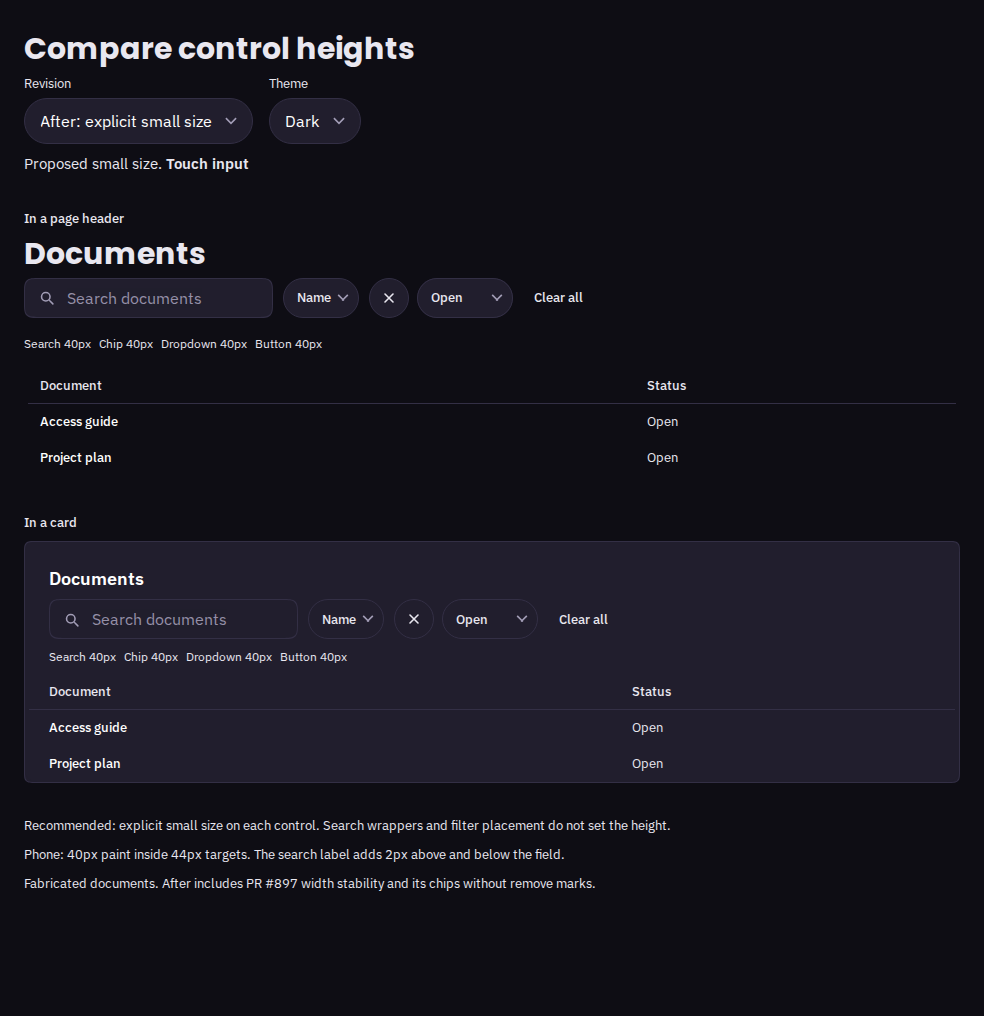 Compare control heights
Revision Theme
After: explicit small size Dark
Proposed small size. Touch input
In a page header
Documents
Search documents Name Open Clear all
Search 40px Chip 40px Dropdown 40px Button 40px
Document Status
Access guide Open
Project plan Open
In a card
Documents
Search documents Name Open Clear all
Search 40px Chip 40px Dropdown 40px Button 40px
Document Status
Access guide Open
Project plan Open
Recommended: explicit small size on each control. Search wrappers and filter placement do not set the height.
Phone: 40px paint inside 44px targets. The search label adds 2px above and below the field.
Fabricated documents. After includes PR #897 width stability and its chips without remove marks.